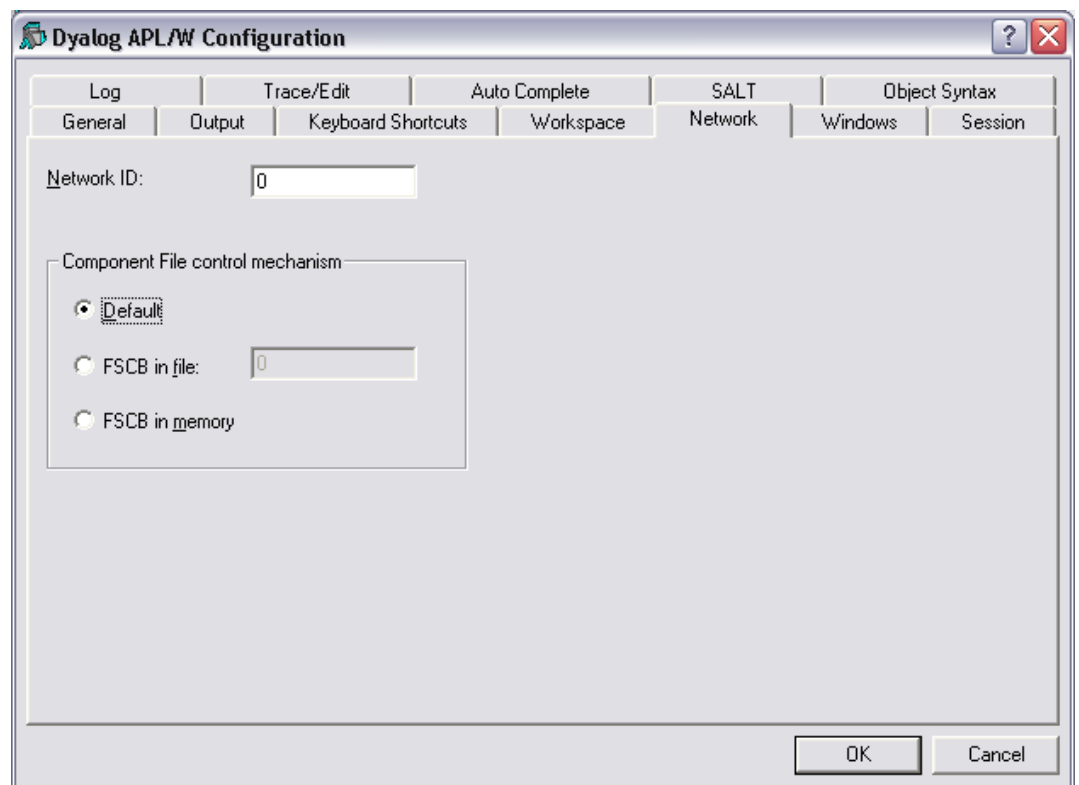 Dyalog APL/W Configuration
Log Trace/Edit Auto Complete SALT Object Syntax
General Output Keyboard Shortcuts Workspace Network Windows Session
Network ID: 0
Component File control mechanism
Default
FSCB in file: 0
FSCB in memory
OK Cancel